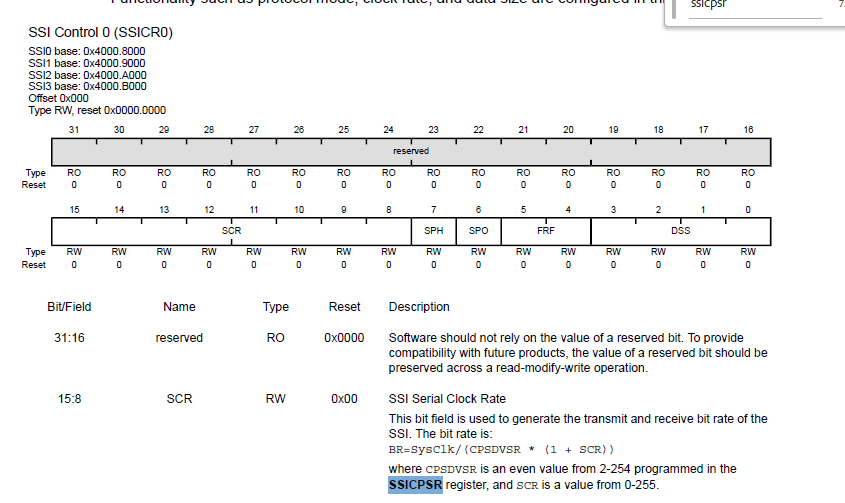 Functionality such as protocol mode, clock rate, and data size are configured in th
ssicpsr
SSI Control 0 (SSICR0)
SSI0 base: 0x4000.8000
SSI1 base: 0x4000.9000
SSI2 base: 0x4000.A000
SSI3 base: 0x4000.B000
Offset 0x000
Type RW, reset 0x0000.0000
31 30 29 28 27 26 25 24 23 22 21 20 19 18 17 16
reserved
Type RO RO RO RO RO RO RO RO RO RO RO RO RO RO RO RO
Reset 0 0 0 0 0 0 0 0 0 0 0 0 0 0 0 0
15 14 13 12 11 10 9 8 7 6 5 4 3 2 1 0
SCR SPH SPO FRF DSS
Type RW RW RW RW RW RW RW RW RW RW RW RW RW RW RW RW
Reset 0 0 0 0 0 0 0 0 0 0 0 0 0 0 0 0
Bit/Field Name Type Reset Description
31:16 reserved RO 0x0000 Software should not rely on the value of a reserved bit. To provide
compatibility with future products, the value of a reserved bit should be
preserved across a read-modify-write operation.
15:8 SCR RW 0x00 SSI Serial Clock Rate
This bit field is used to generate the transmit and receive bit rate of the
SSI. The bit rate is:
BR=SysClk/(CPSDVSR * (1 + SCR))
where CPSDVSR is an even value from 2-254 programmed in the
SSICPSR register, and SCR is a value from 0-255.